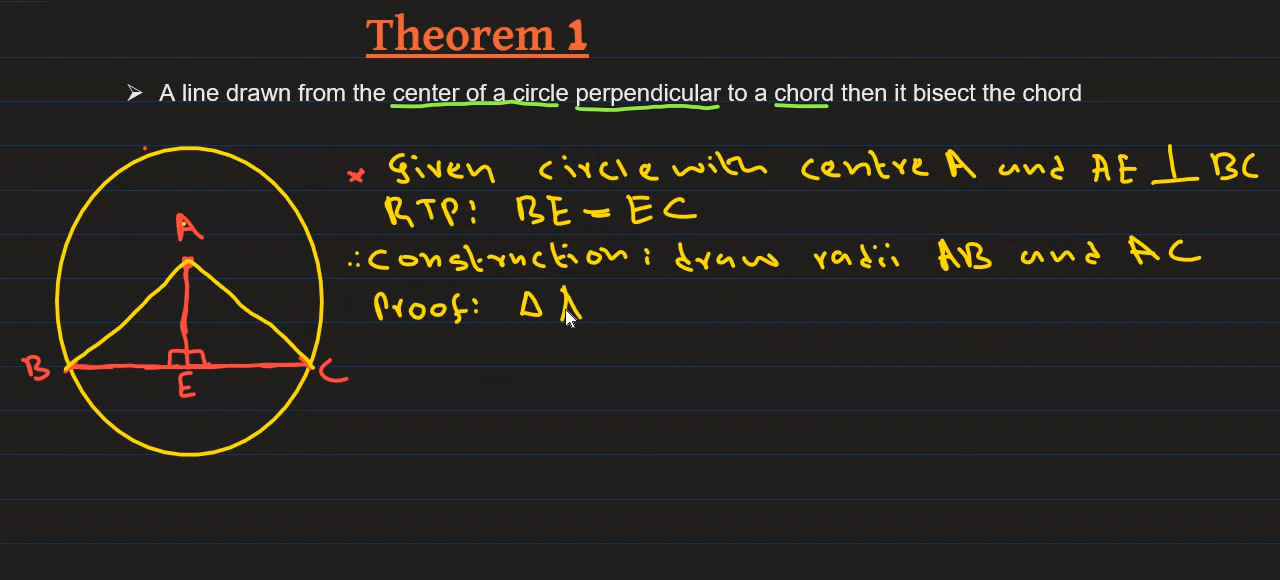 Theorem 1
➢ A line drawn from the center of a circle perpendicular to a chord then it bisect the chord
* Given circle with centre A and AE ⊥ BC
RTP: BE = EC
∴ Construction: draw radii AB and AC
Proof: Δ A
A
B
C
E